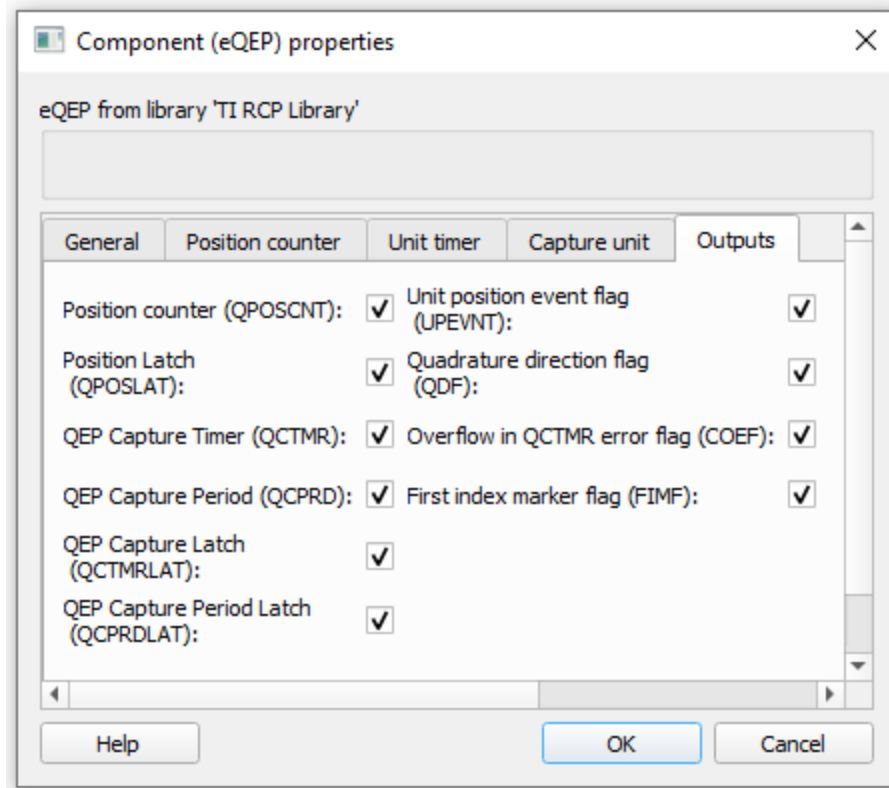 Component (eQEP) properties
eQEP from library 'TI RCP Library'
General Position counter Unit timer Capture unit Outputs
Position counter (QPOSCNT):
Unit position event flag
(UPEVNT):
Position Latch
(QPOSLAT):
Quadrature direction flag
(QDF):
QEP Capture Timer (QCTMR):
Overflow in QCTMR error flag (COEF):
QEP Capture Period (QCPRD):
First index marker flag (FIMF):
QEP Capture Latch
(QCTMRLAT):
QEP Capture Period Latch
(QCPRDLAT):
Help OK Cancel